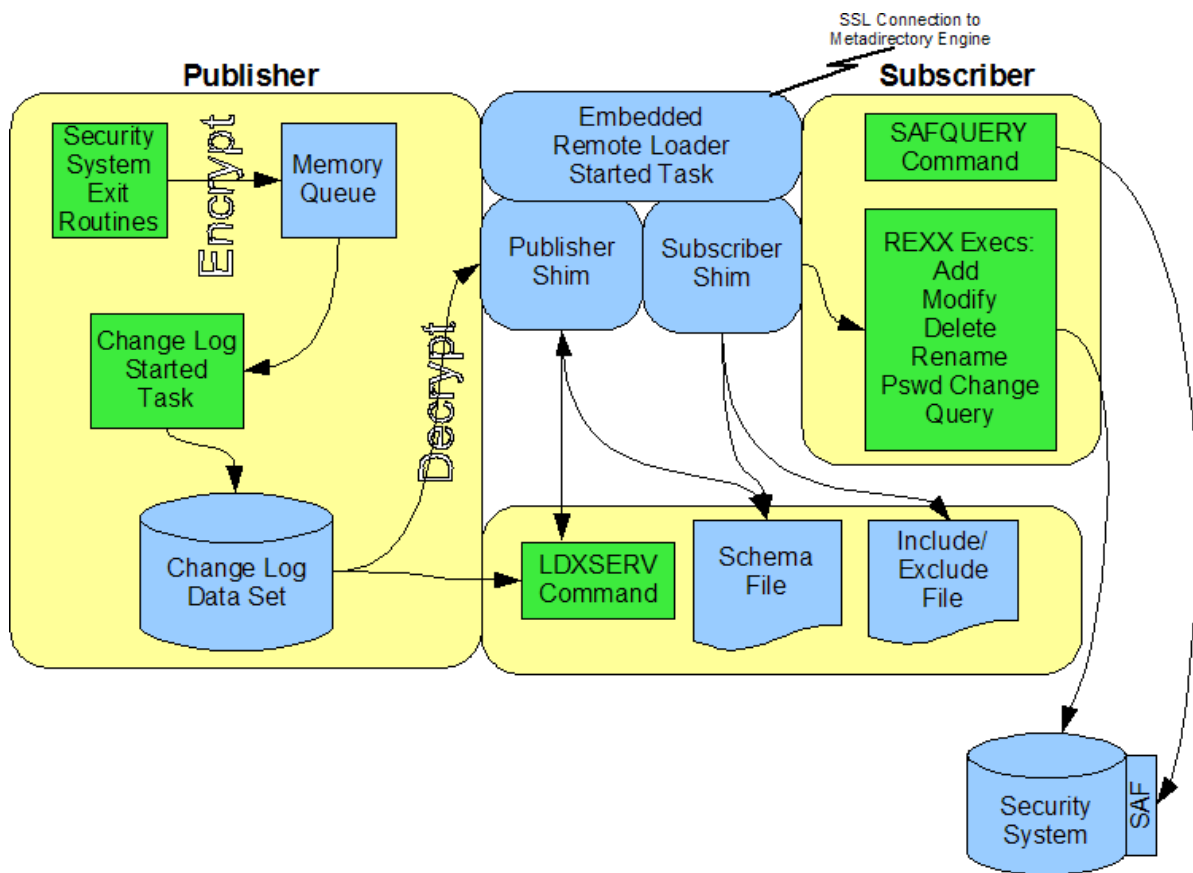 SSL Connection to
Metadirectory Engine
Publisher
Subscriber
Security
System
Exit
Routines
Encrypt
Memory
Queue
Embedded
Remote Loader
Started Task
SAFQUERY
Command
Publisher
Shim
Subscriber
Shim
REXX Execs:
Add
Modify
Delete
Rename
Pswd Change
Query
Change Log
Started
Task
Decrypt
Change Log
Data Set
LDXSERV
Command
Schema
File
Include/
Exclude
File
Security
System
SAF